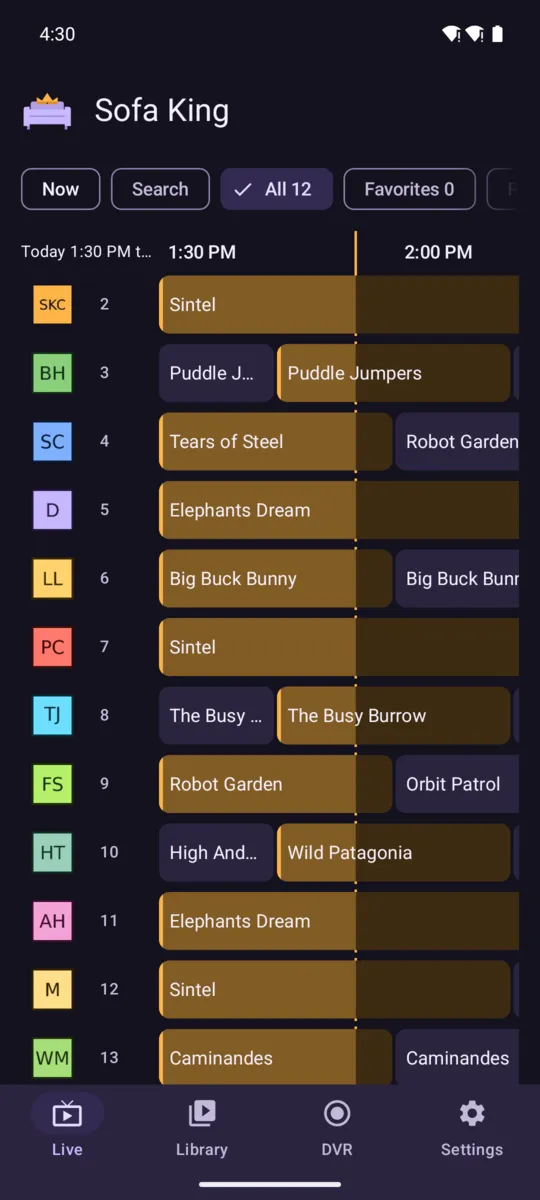 4:30
Sofa King
Now Search All 12 Favorites 0
Today 1:30 PM t… 1:30 PM 2:00 PM
SKC 2 Sintel
BH 3 Puddle J… Puddle Jumpers
SC 4 Tears of Steel Robot Garden
D 5 Elephants Dream
LL 6 Big Buck Bunny Big Buck Bunn
PC 7 Sintel
TJ 8 The Busy … The Busy Burrow
FS 9 Robot Garden Orbit Patrol
HT 10 High And… Wild Patagonia
AH 11 Elephants Dream
M 12 Sintel
WM 13 Caminandes Caminandes
Live Library DVR Settings